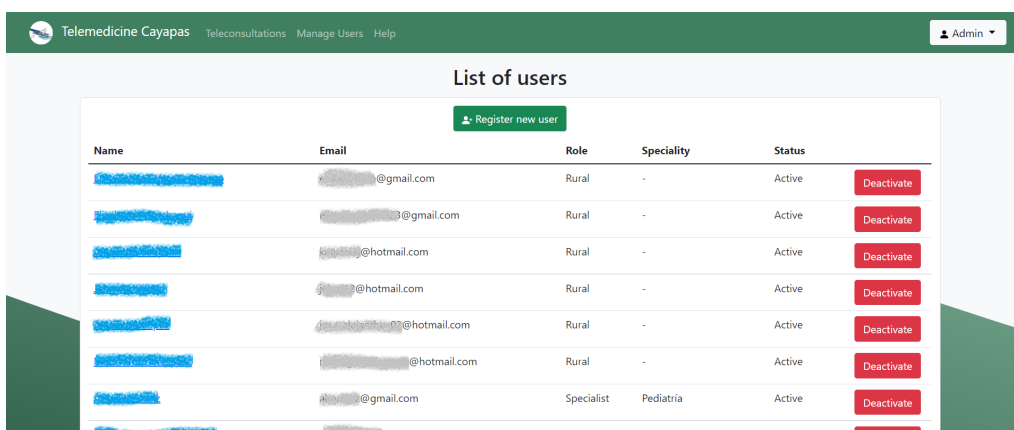 Telemedicine Cayapas Teleconsultations Manage Users Help Admin
List of users
Register new user
Name Email Role Speciality Status
@gmail.com Rural - Active Deactivate
3@gmail.com Rural - Active Deactivate
@hotmail.com Rural - Active Deactivate
@hotmail.com Rural - Active Deactivate
@hotmail.com Rural - Active Deactivate
@hotmail.com Rural - Active Deactivate
@gmail.com Specialist Pediatría Active Deactivate